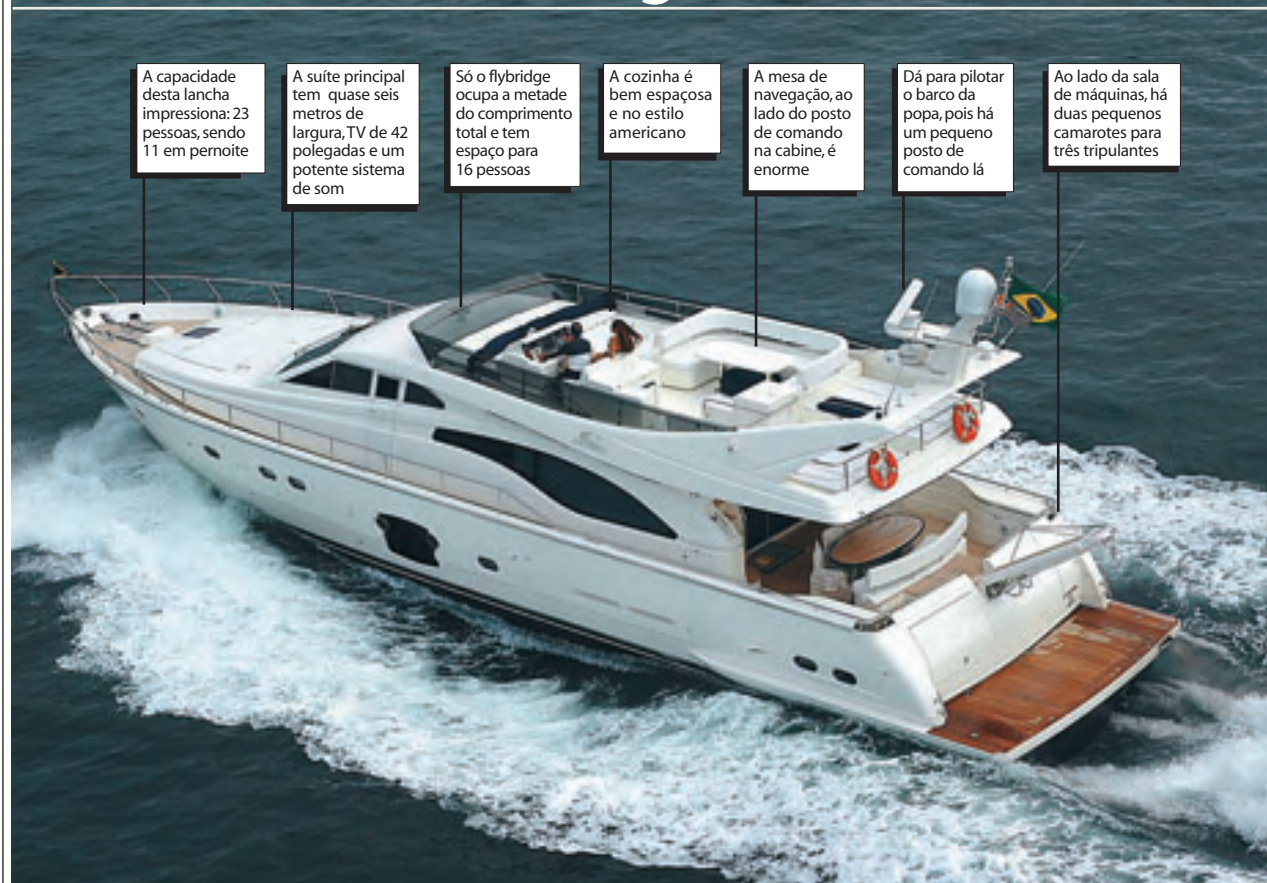 A capacidade
desta lancha
impressiona: 23
pessoas, sendo
11 em pernoite
A suíte principal
tem quase seis
metros de
largura, TV de 42
polegadas e um
potente sistema
de som
Só o flybridge
ocupa a metade
do comprimento
total e tem
espaço para
16 pessoas
A cozinha é
bem espaçosa
e no estilo
americano
A mesa de
navegação, ao
lado do posto
de comando
na cabine, é
enorme
Dá para pilotar
o barco da
popa, pois há
um pequeno
posto de
comando lá
Ao lado da sala
de máquinas, há
duas pequenos
camarotes para
três tripulantes